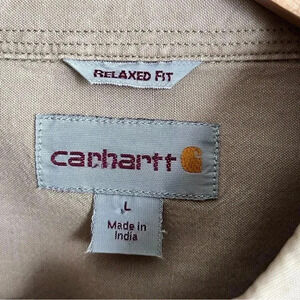 RELAXED FIT
carhartt
L
Made in
India